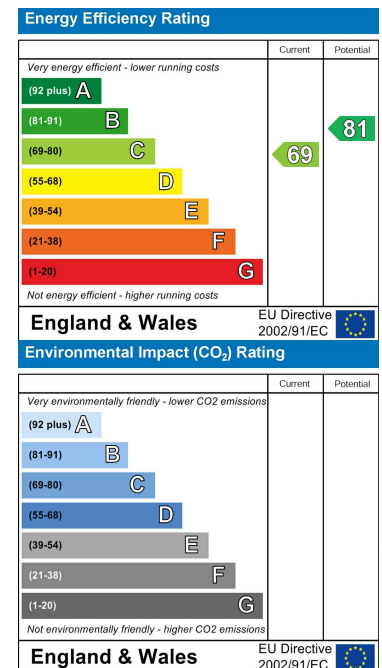 Energy Efficiency Rating
Current Potential
Very energy efficient - lower running costs
(92 plus) A
(81-91) B
(69-80) C
(55-68) D
(39-54) E
(21-38) F
(1-20) G
69
81
Not energy efficient - higher running costs
England & Wales
EU Directive
2002/91/EC
Environmental Impact (CO₂) Rating
Current Potential
Very environmentally friendly - lower CO2 emissions
(92 plus) A
(81-91) B
(69-80) C
(55-68) D
(39-54) E
(21-38) F
(1-20) G
Not environmentally friendly - higher CO2 emissions
England & Wales
EU Directive
2002/91/EC